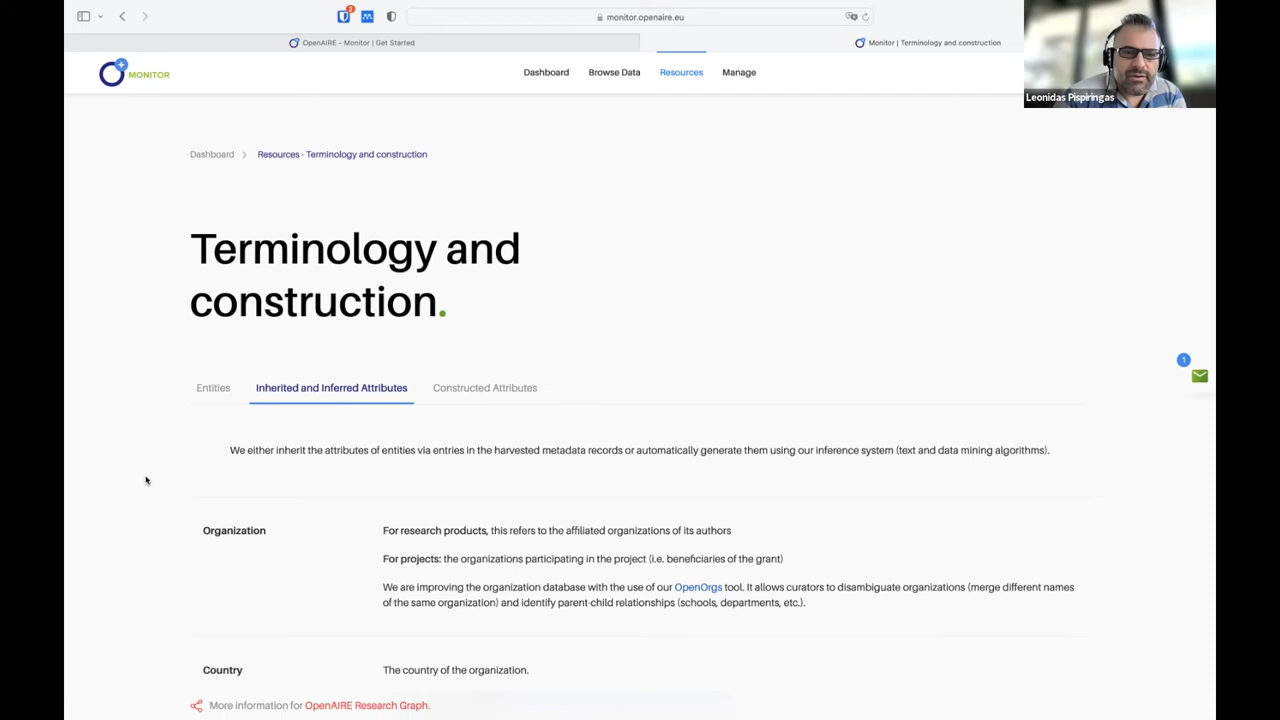 2
monitor.openaire.eu
OpenAIRE – Monitor | Get Started
Monitor | Terminology and construction
MONITOR
Dashboard
Browse Data
Resources
Manage
Leonidas Pispiringas
Dashboard
Resources - Terminology and construction
Terminology and
construction.
Entities
Inherited and Inferred Attributes
Constructed Attributes
1
We either inherit the attributes of entities via entries in the harvested metadata records or automatically generate them using our inference system (text and data mining algorithms).
Organization
For research products, this refers to the affiliated organizations of its authors
For projects: the organizations participating in the project (i.e. beneficiaries of the grant)
We are improving the organization database with the use of our OpenOrgs tool. It allows curators to disambiguate organizations (merge different names
of the same organization) and identify parent-child relationships (schools, departments, etc.).
Country
The country of the organization.
More information for OpenAIRE Research Graph.